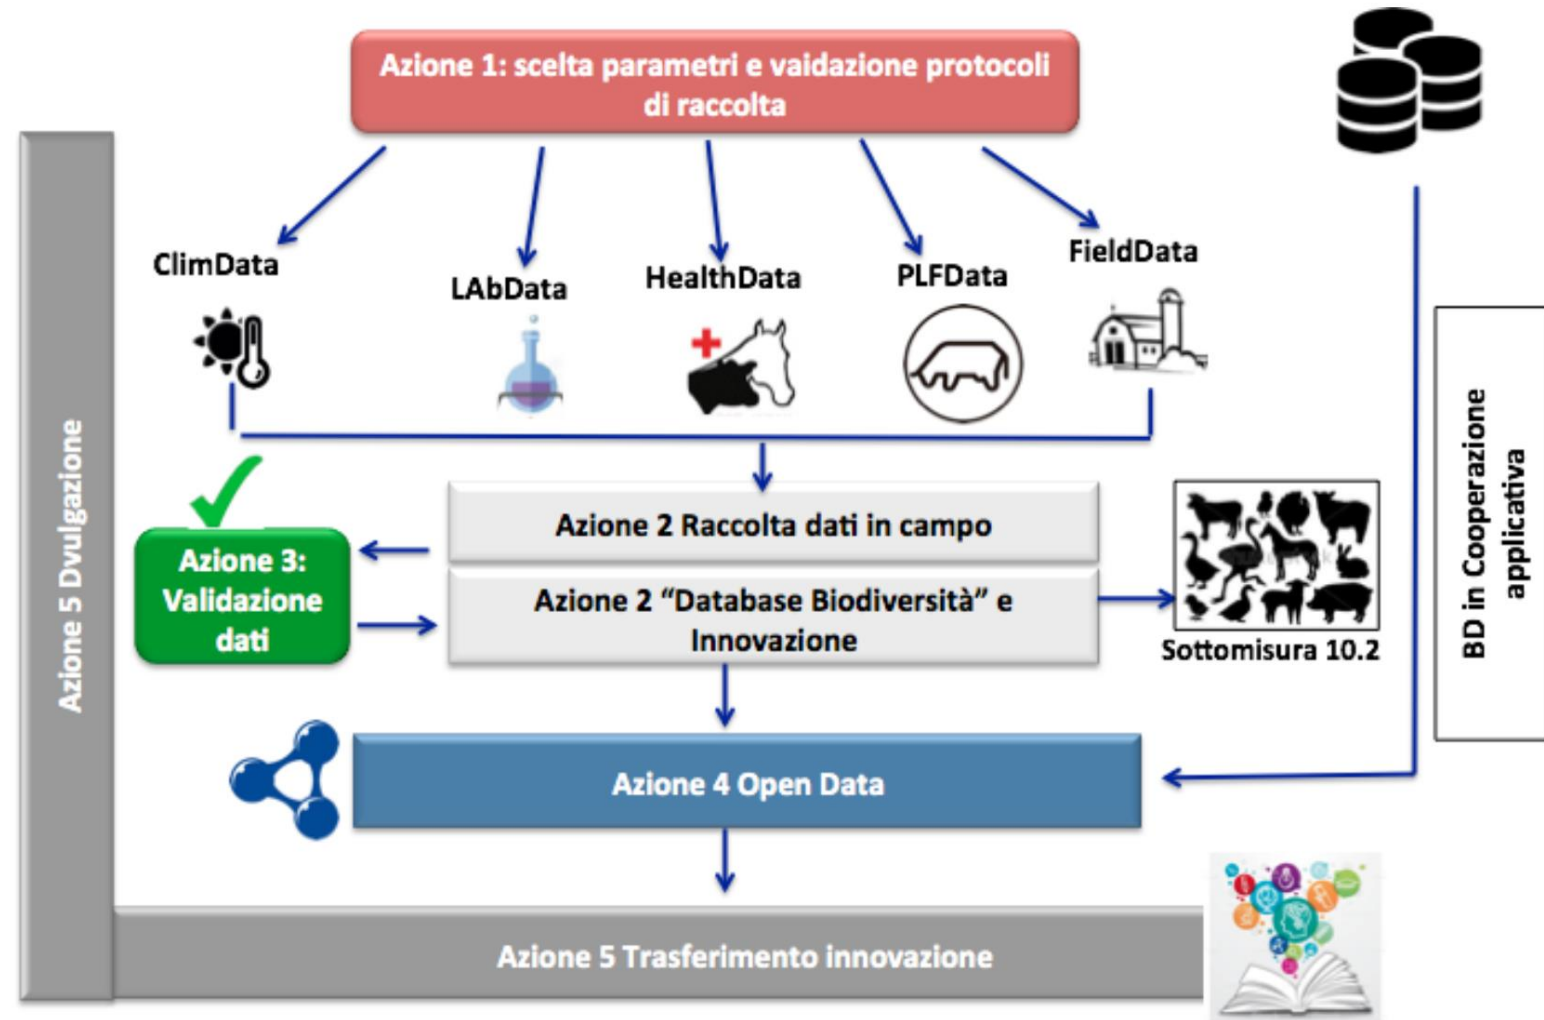 Azione 1: scelta parametri e vaidazione protocoli
di raccolta
ClimData
LAbData
HealthData
PLFData
FieldData
Azione 5 Dvulgazione
BD in Cooperazione
applicativa
Azione 2 Raccolta dati in campo
Azione 3:
Validazione
dati
Azione 2 “Database Biodiversità” e
Innovazione
Sottomisura 10.2
Azione 4 Open Data
Azione 5 Trasferimento innovazione